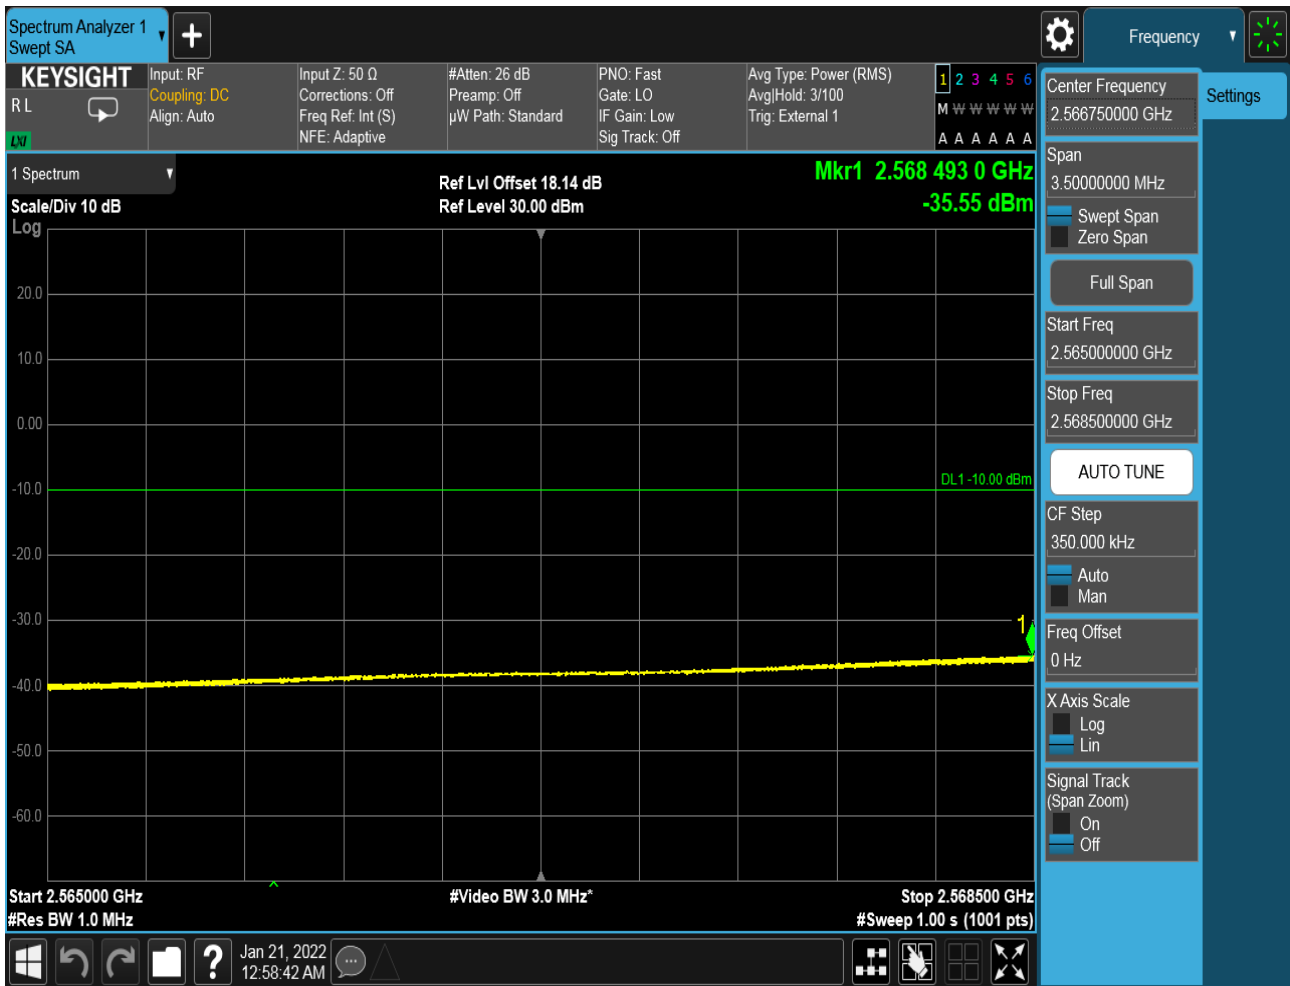 Spectrum Analyzer 1
Swept SA
Frequency
KEYSIGHT
R L
LXI
Input: RF
Coupling: DC
Align: Auto
Input Z: 50 Ω
Corrections: Off
Freq Ref: Int (S)
NFE: Adaptive
#Atten: 26 dB
Preamp: Off
µW Path: Standard
PNO: Fast
Gate: LO
IF Gain: Low
Sig Track: Off
Avg Type: Power (RMS)
Avg|Hold: 3/100
Trig: External 1
1 2 3 4 5 6
M W W W W W
A A A A A A
1 Spectrum
Scale/Div 10 dB
Log
Ref Lvl Offset 18.14 dB
Ref Level 30.00 dBm
Mkr1 2.568 493 0 GHz
-35.55 dBm
20.0
10.0
0.00
-10.0
-20.0
-30.0
-40.0
-50.0
-60.0
DL1 -10.00 dBm
1
Start 2.565000 GHz
#Res BW 1.0 MHz
#Video BW 3.0 MHz*
Stop 2.568500 GHz
#Sweep 1.00 s (1001 pts)
Jan 21, 2022
12:58:42 AM
Center Frequency
2.566750000 GHz
Span
3.50000000 MHz
Swept Span
Zero Span
Full Span
Start Freq
2.565000000 GHz
Stop Freq
2.568500000 GHz
AUTO TUNE
CF Step
350.000 kHz
Auto
Man
Freq Offset
0 Hz
X Axis Scale
Log
Lin
Signal Track
(Span Zoom)
On
Off
Settings